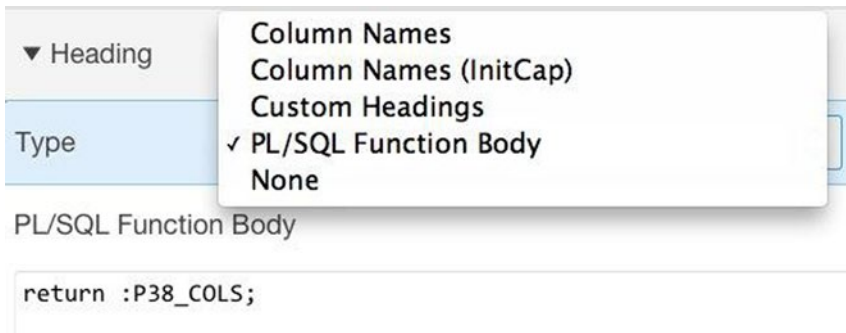 Column Names
▼ Heading
Column Names (InitCap)
Custom Headings
Type
✓ PL/SQL Function Body
None
PL/SQL Function Body
return :P38_COLS;